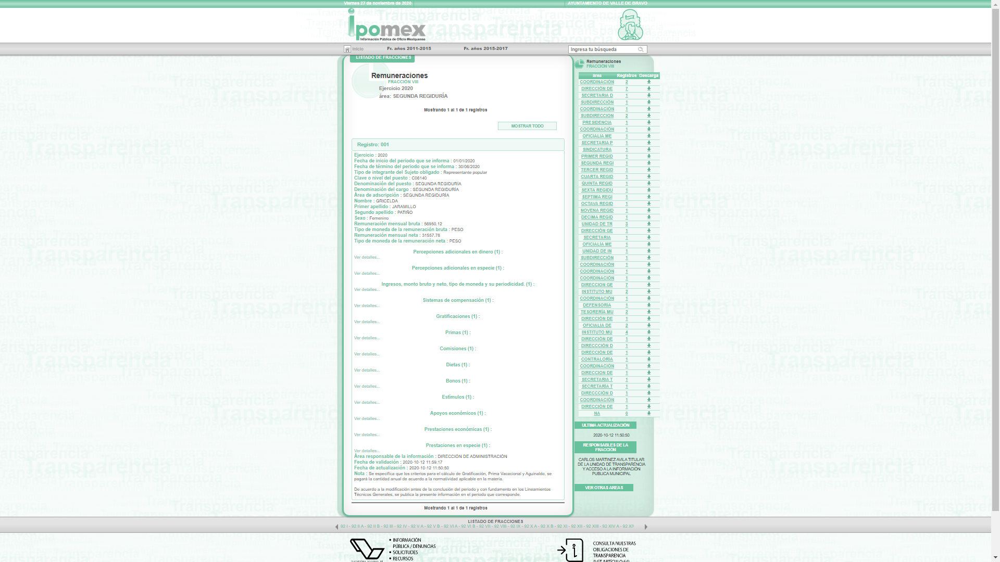 Viernes 27 de noviembre de 2020
AYUNTAMIENTO DE VALLE DE BRAVO
ipomex
Información Pública de Oficio Mexiquense
Inicio
Fr. años 2011-2015
Fr. años 2015-2017
Ingresa tu búsqueda
LISTADO DE FRACCIONES
Remuneraciones
FRACCIÓN VIII
Ejercicio 2020
área: SEGUNDA REGIDURÍA
Mostrando 1 al 1 de 1 registros
MOSTRAR TODO
Registro: 001
Ejercicio : 2020
Fecha de inicio del periodo que se informa : 01/01/2020
Fecha de término del periodo que se informa : 30/06/2020
Tipo de integrante del Sujeto obligado : Representante popular
Clave o nivel del puesto : C06140
Denominación del puesto : SEGUNDA REGIDURÍA
Denominación del cargo : SEGUNDA REGIDURÍA
Área de adscripción : SEGUNDA REGIDURÍA
Nombre : GRICELDA
Primer apellido : JARAMILLO
Segundo apellido : PATIÑO
Sexo : Femenino
Remuneración mensual bruta : 56950.12
Tipo de moneda de la remuneración bruta : PESO
Remuneración mensual neta : 31557.78
Tipo de moneda de la remuneración neta : PESO
Percepciones adicionales en dinero (1) :
Ver detalles...
Percepciones adicionales en especie (1) :
Ver detalles...
Ingresos, monto bruto y neto, tipo de moneda y su periodicidad. (1) :
Ver detalles...
Sistemas de compensación (1) :
Ver detalles...
Gratificaciones (1) :
Ver detalles...
Primas (1) :
Ver detalles...
Comisiones (1) :
Ver detalles...
Dietas (1) :
Ver detalles...
Bonos (1) :
Ver detalles...
Estímulos (1) :
Ver detalles...
Apoyos económicos (1) :
Ver detalles...
Prestaciones económicas (1) :
Ver detalles...
Prestaciones en especie (1) :
Ver detalles...
Área responsable de la información : DIRECCIÓN DE ADMINISTRACIÓN
Fecha de validación : 2020-10-12 11:59:17
Fecha de actualización : 2020-10-12 11:50:50
Nota : Se especifica que los criterios para el cálculo de Gratificación, Prima Vacacional y Aguinaldo, se
pagará la cantidad anual de acuerdo a la normatividad aplicable en la materia.
De acuerdo a la modificación antes de la conclusión del periodo y con fundamento en los Lineamientos
Técnicos Generales, se publica la presente información en el periodo que corresponde.
Mostrando 1 al 1 de 1 registros
Remuneraciones
FRACCIÓN VIII
área Registros Descarga
COORDINACIÓN 2
DIRECCIÓN DE 7
SECRETARIA D 1
SUBDIRECCIÓN 1
COORDINACIÓN 1
SUBDIRECCION 2
PRESIDENCIA 1
COORDINACIÓN 1
OFICIALIA ME 1
SECRETARIA P 1
SINDICATURA 1
PRIMER REGID 1
SEGUNDA REGI 1
TERCER REGID 1
CUARTA REGID 1
QUINTA REGID 1
SEXTA REGIDU 1
SEPTIMA REGI 1
OCTAVA REGID 1
NOVENA REGID 1
DECIMA REGID 1
UNIDAD DE TR 3
DIRECCIÓN GE 1
SECRETARIA 1
OFICIALÍA ME 1
UNIDAD DE IN 1
SUBDIRECCIÓN 1
COORDINACIÓN 1
COORDINACIÓN 1
COORDINACIÓN 1
DIRECCION GE 7
INSTITUTO MU 2
COORDINACIÓN 1
DEFENSORIA 1
TESORERÍA MU 2
DIRECCIÓN DE 1
OFICIALIA DE 2
INSTITUTO MU 4
DIRECCIÓN DE 1
DIRECCCIÓN D 1
DIRECCIÓN DE 1
CONTRALORÍA 1
COORDINACIÓN 1
DIRECCION DE 1
SECRETARÍA T 1
SECRETARÍA T 1
DIRECCCIÓN D 1
COORDINACIÓN 1
DIRECCIÓN DE 1
NA 0
ULTIMA ACTUALIZACIÓN
2020-10-12 11:50:50
RESPONSABLES DE LA
FRACCIÓN
CARLOS MARTINEZ AVILA TITULAR
DE LA UNIDAD DE TRANSPARENCIA
Y ACCESO A LA INFORMACIÓN
PUBLICA MUNICIPAL
VER OTRAS AREAS
LISTADO DE FRACCIONES
92 I - 92 II A - 92 II B - 92 III - 92 IV - 92 V A - 92 V B - 92 VI A - 92 VI B - 92 VII - 92 VIII - 92 IX - 92 X A - 92 X B - 92 XI - 92 XII - 92 XIII - 92 XIV A - 92 XIV
• INFORMACIÓN
PÚBLICA / DENUNCIAS
• SOLICITUDES
• RECURSOS
CONSULTA NUESTRAS
OBLIGACIONES DE
TRANSPARENCIA